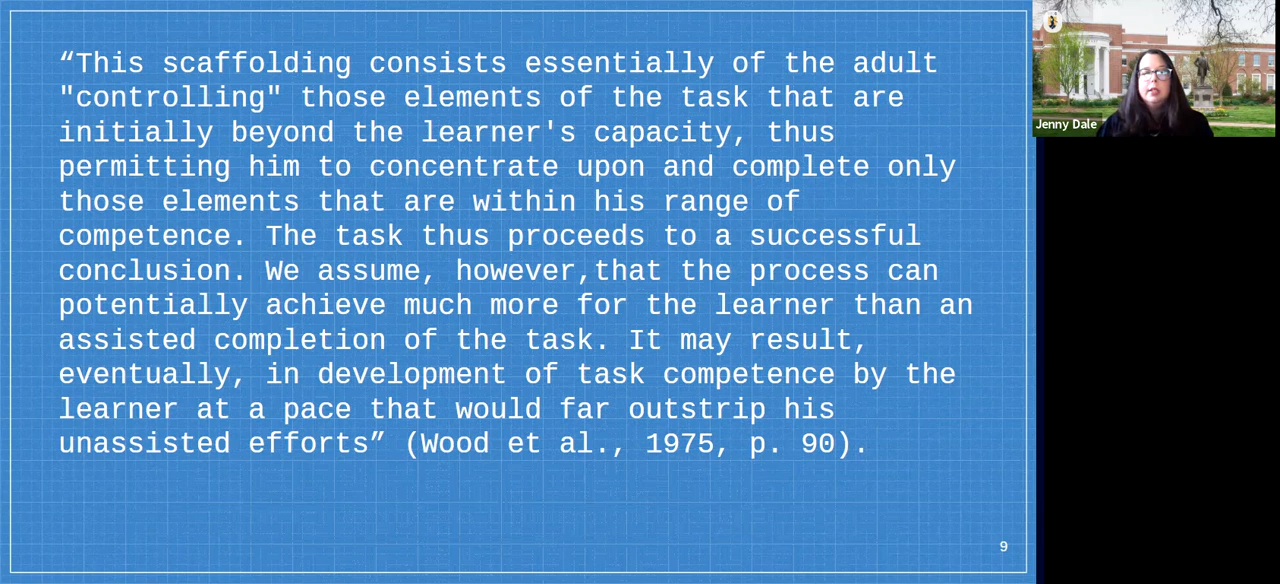 “This scaffolding consists essentially of the adult
"controlling" those elements of the task that are
initially beyond the learner's capacity, thus
permitting him to concentrate upon and complete only
those elements that are within his range of
competence. The task thus proceeds to a successful
conclusion. We assume, however,that the process can
potentially achieve much more for the learner than an
assisted completion of the task. It may result,
eventually, in development of task competence by the
learner at a pace that would far outstrip his
unassisted efforts” (Wood et al., 1975, p. 90).
9
Jenny Dale